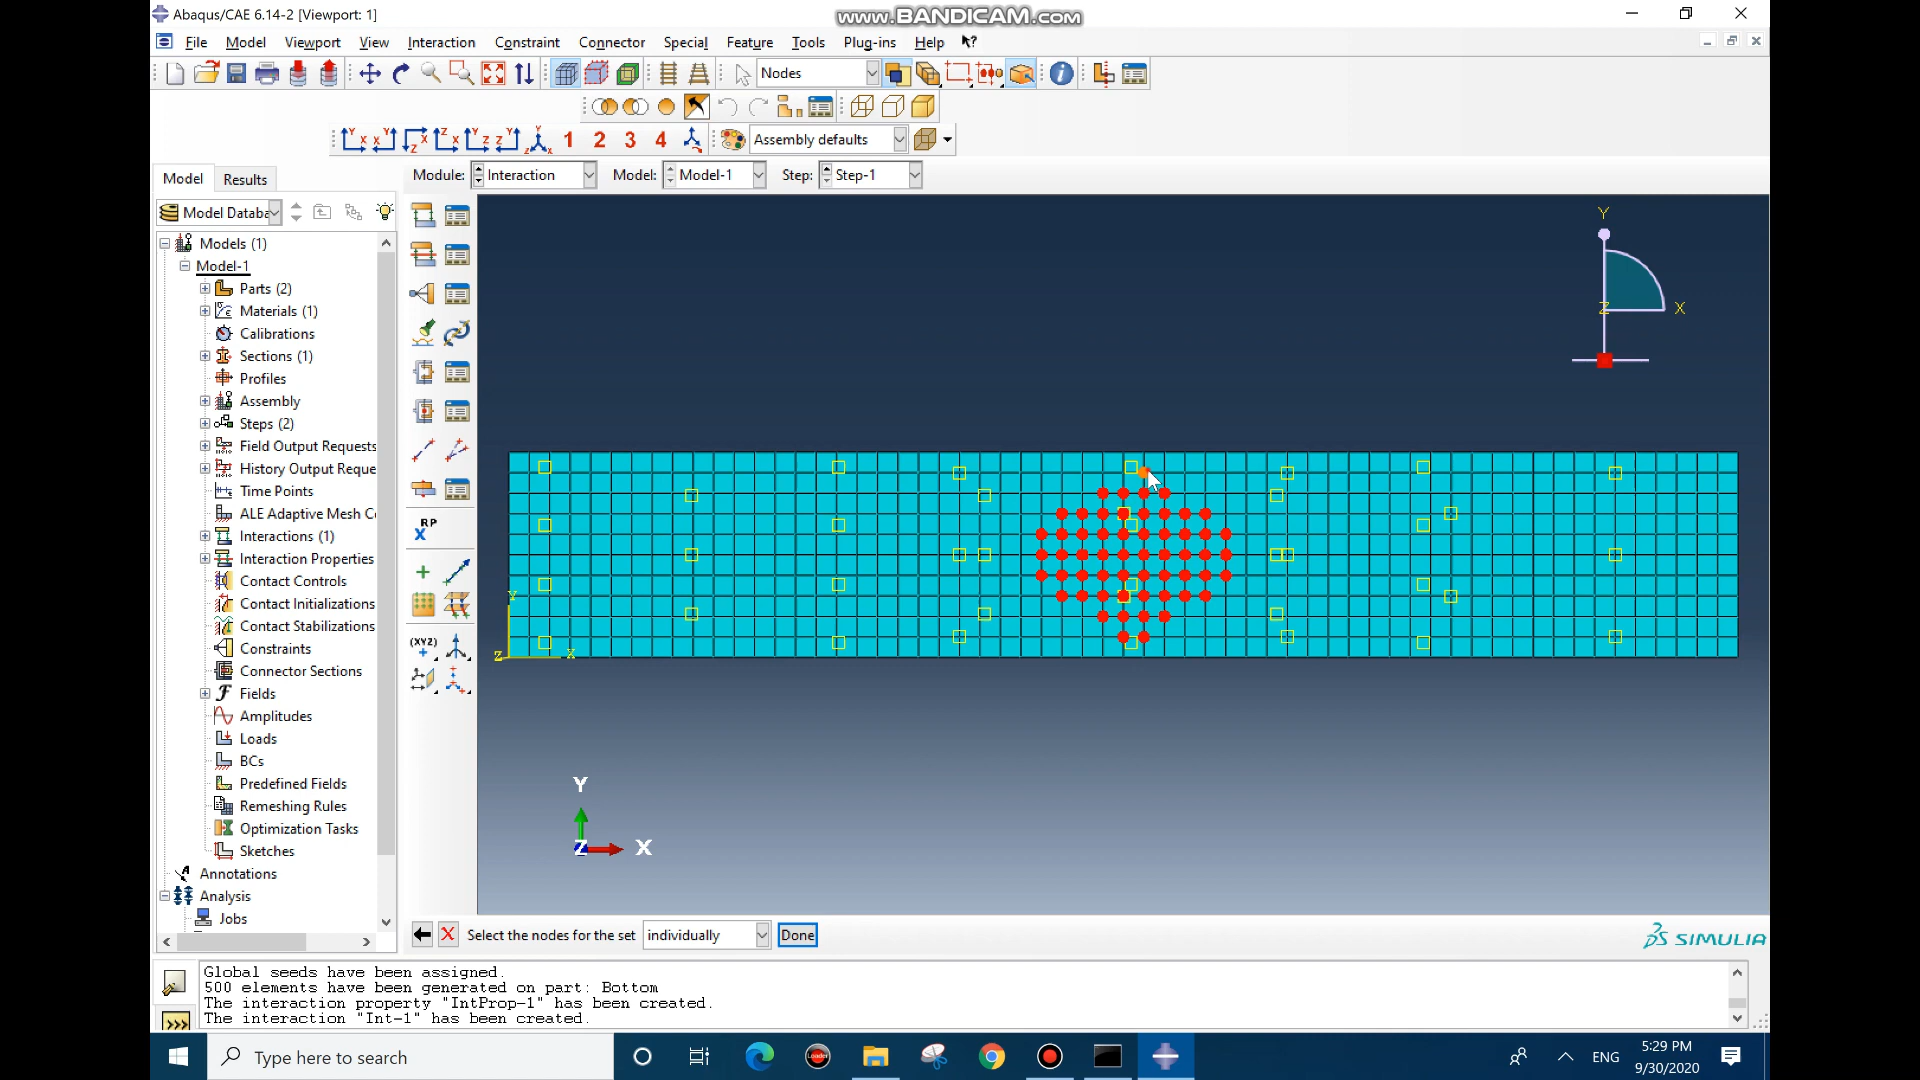 Abaqus/CAE 6.14-2 [Viewport: 1]
www.BANDICAM.com
File Model Viewport View Interaction Constraint Connector Special Feature Tools Plug-ins Help
Nodes
1 2 3 4
Assembly defaults
Model Results
Module: Interaction Model: Model-1 Step: Step-1
Model Databa
Models (1)
Model-1
Parts (2)
Materials (1)
Calibrations
Sections (1)
Profiles
Assembly
Steps (2)
Field Output Requests
History Output Reque
Time Points
ALE Adaptive Mesh C
Interactions (1)
Interaction Properties
Contact Controls
Contact Initializations
Contact Stabilizations
Constraints
Connector Sections
Fields
Amplitudes
Loads
BCs
Predefined Fields
Remeshing Rules
Optimization Tasks
Sketches
Annotations
Analysis
Jobs
RP
(XYZ)
Y
Z X
Y
Z X
Y
Z X
Select the nodes for the set individually Done
SIMULIA
Global seeds have been assigned.
500 elements have been generated on part: Bottom
The interaction property "IntProp-1" has been created.
The interaction "Int-1" has been created.
Type here to search
Loader
ENG
5:29 PM
9/30/2020